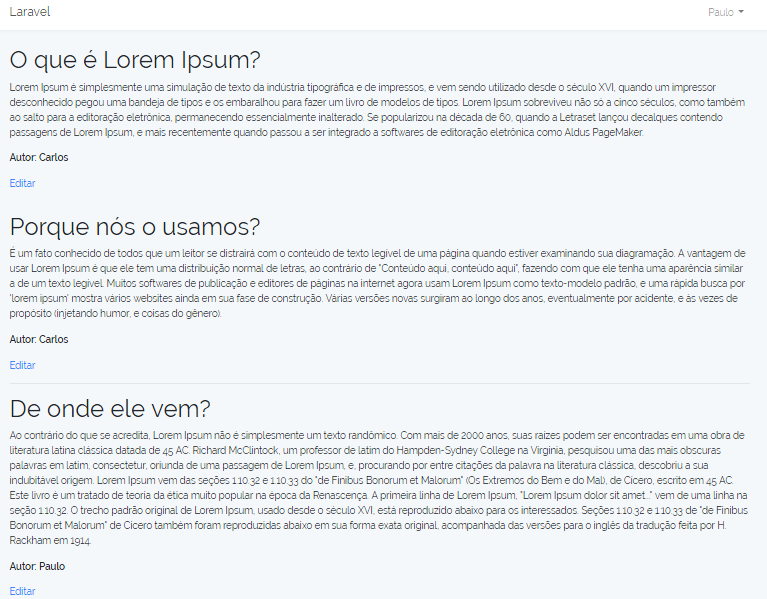 Laravel
Paulo
O que é Lorem Ipsum?
Lorem Ipsum é simplesmente uma simulação de texto da indústria tipográfica e de impressos, e vem sendo utilizado desde o século XVI, quando um impressor
desconhecido pegou uma bandeja de tipos e os embaralhou para fazer um livro de modelos de tipos. Lorem Ipsum sobreviveu não só a cinco séculos, como também
ao salto para a editoração eletrônica, permanecendo essencialmente inalterado. Se popularizou na década de 60, quando a Letraset lançou decalques contendo
passagens de Lorem Ipsum, e mais recentemente quando passou a ser integrado a softwares de editoração eletrônica como Aldus PageMaker.
Autor: Carlos
Editar
Porque nós o usamos?
É um fato conhecido de todos que um leitor se distrairá com o conteúdo de texto legível de uma página quando estiver examinando sua diagramação. A vantagem de
usar Lorem Ipsum é que ele tem uma distribuição normal de letras, ao contrário de "Conteúdo aqui, conteúdo aqui", fazendo com que ele tenha uma aparência similar
a de um texto legível. Muitos softwares de publicação e editores de páginas na internet agora usam Lorem Ipsum como texto-modelo padrão, e uma rápida busca por
'lorem ipsum' mostra vários websites ainda em sua fase de construção. Várias versões novas surgiram ao longo dos anos, eventualmente por acidente, e às vezes de
propósito (injetando humor, e coisas do gênero).
Autor: Carlos
Editar
De onde ele vem?
Ao contrário do que se acredita, Lorem Ipsum não é simplesmente um texto randômico. Com mais de 2000 anos, suas raízes podem ser encontradas em uma obra de
literatura latina clássica datada de 45 AC. Richard McClintock, um professor de latim do Hampden-Sydney College na Virginia, pesquisou uma das mais obscuras
palavras em latim, consectetur, oriunda de uma passagem de Lorem Ipsum, e, procurando por entre citações da palavra na literatura clássica, descobriu a sua
indubitável origem. Lorem Ipsum vem das seções 1.10.32 e 1.10.33 do "de Finibus Bonorum et Malorum" (Os Extremos do Bem e do Mal), de Cícero, escrito em 45 AC.
Este livro é um tratado de teoria da ética muito popular na época da Renascença. A primeira linha de Lorem Ipsum, "Lorem Ipsum dolor sit amet..." vem de uma linha na
seção 1.10.32. O trecho padrão original de Lorem Ipsum, usado desde o século XVI, está reproduzido abaixo para os interessados. Seções 1.10.32 e 1.10.33 de "de Finibus
Bonorum et Malorum" de Cicero também foram reproduzidas abaixo em sua forma exata original, acompanhada das versões para o inglês da tradução feita por H.
Rackham em 1914.
Autor: Paulo
Editar